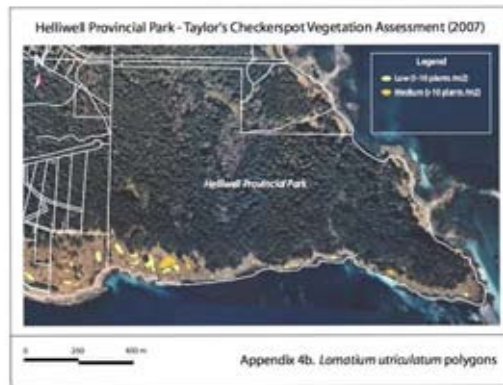 Helliwell Provincial Park - Taylor's Checkerspot Vegetation Assessment (2007)
N
Legend
Low (1-10 plants /m2)
Medium (>10 plants /m2)
Helliwell Provincial Park
0 200 400 m
Appendix 4b. Lomatium utriculatum polygons